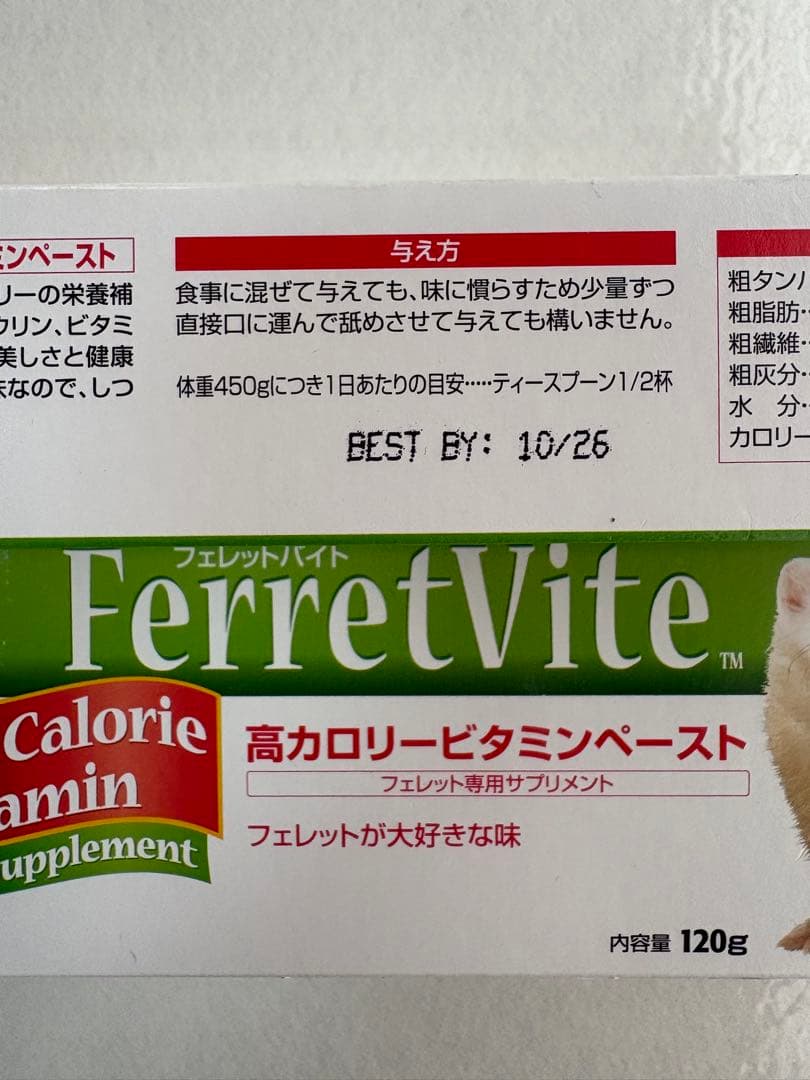 ンペースト
リーの栄養補
ウリン、ビタミ
美しさと健康
なので、しつ
与え方
食事に混ぜて与えても、味に慣らすため少量ずつ
直接口に運んで舐めさせて与えても構いません。
体重450gにつき1日あたりの目安・・・・・ティースプーン1/2杯
BEST BY: 10/26
粗タンパ
粗脂肪・
粗繊維・
粗灰分・
水 分・
カロリー
フェレットバイト
FerretVite™
Calorie
amin
upplement
高カロリービタミンペースト
フェレット専用サプリメント
フェレットが大好きな味
内容量 120g